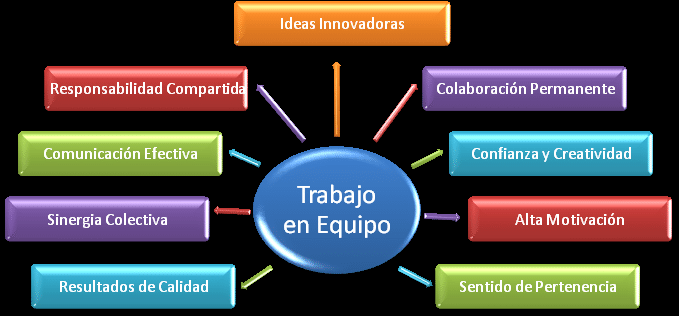 Ideas Innovadoras
Responsabilidad Compartida
Colaboración Permanente
Comunicación Efectiva
Confianza y Creatividad
Trabajo
en Equipo
Sinergia Colectiva
Alta Motivación
Resultados de Calidad
Sentido de Pertenencia